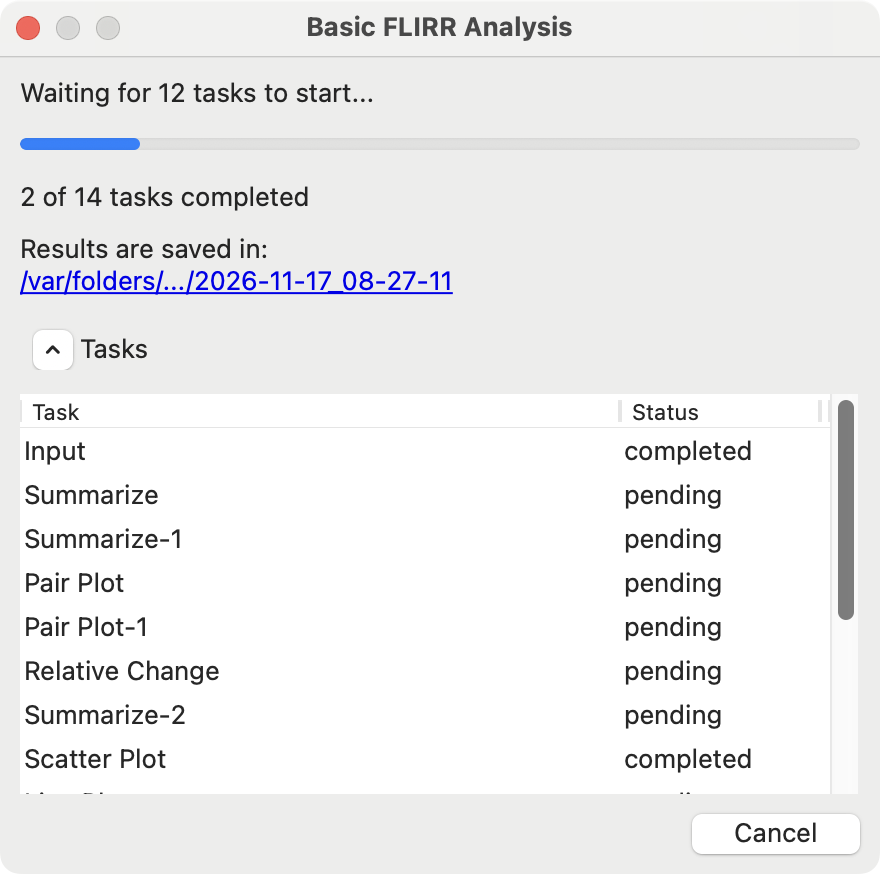 Basic FLIRR Analysis
Waiting for 12 tasks to start...
2 of 14 tasks completed
Results are saved in:
/var/folders/.../2026-11-17_08-27-11
Tasks
Task Status
Input completed
Summarize pending
Summarize-1 pending
Pair Plot pending
Pair Plot-1 pending
Relative Change pending
Summarize-2 pending
Scatter Plot completed
Cancel